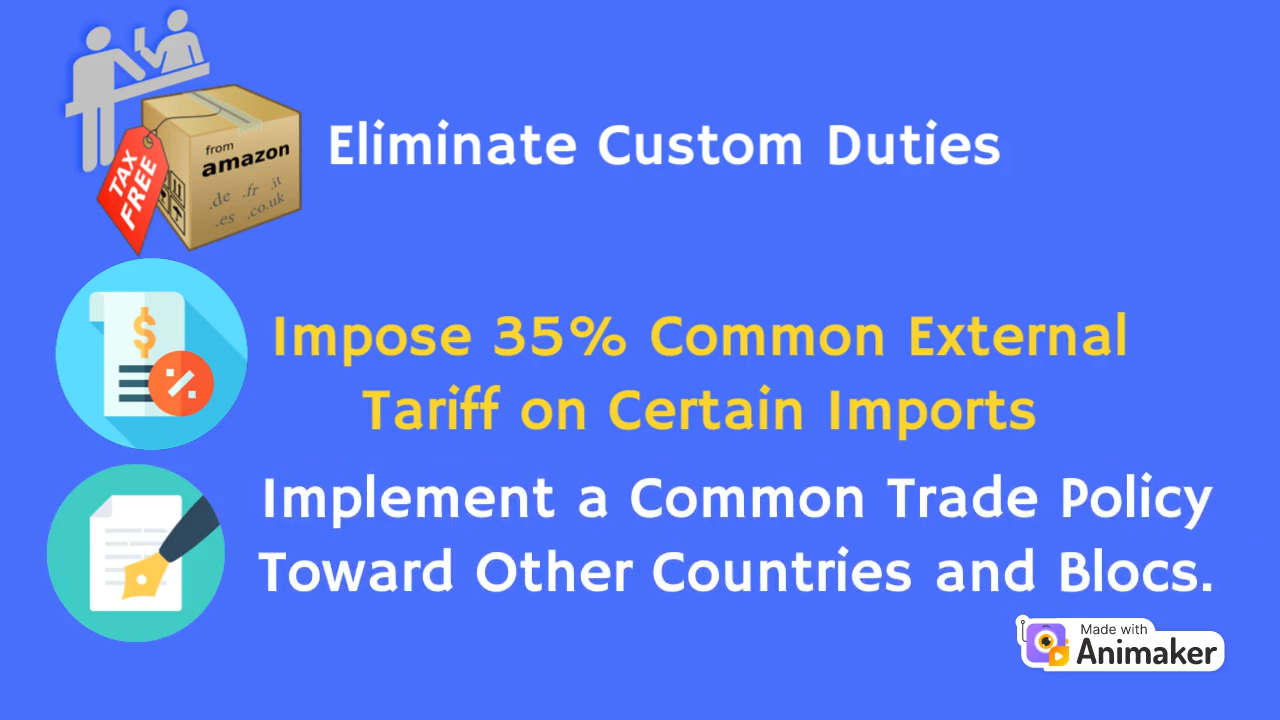 TAX
FREE
from
amazon
.de .fr .it
.es .co.uk
Eliminate Custom Duties
$
%
Impose 35% Common External
Tariff on Certain Imports
Implement a Common Trade Policy
Toward Other Countries and Blocs.
Made with
Animaker